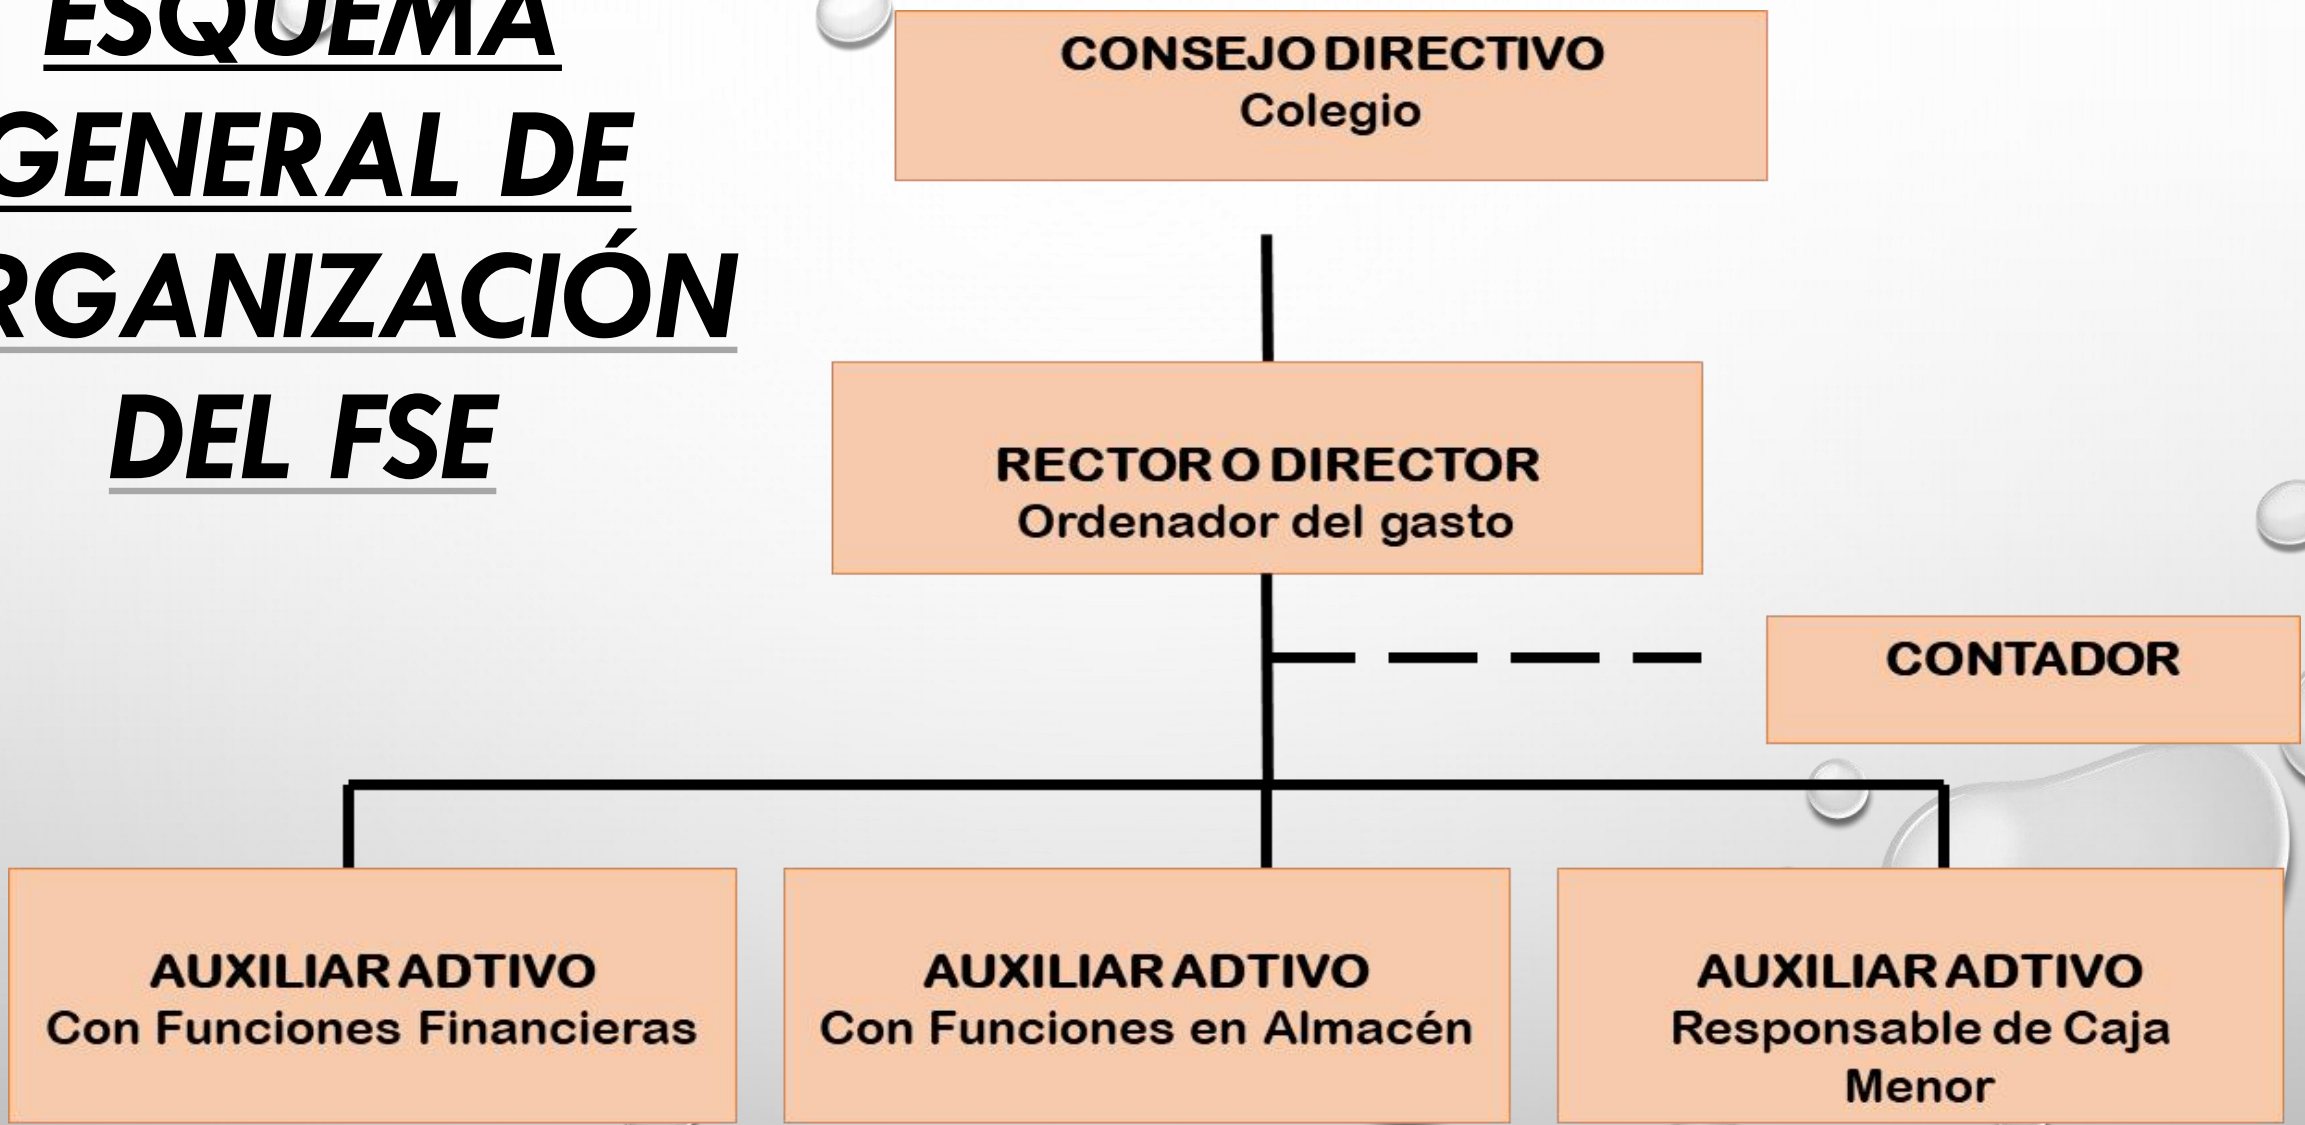 ESQUEMA
GENERAL DE
RGANIZACIÓN
DEL FSE
CONSEJO DIRECTIVO
Colegio
RECTOR O DIRECTOR
Ordenador del gasto
CONTADOR
AUXILIAR ADTIVO
Con Funciones Financieras
AUXILIAR ADTIVO
Con Funciones en Almacén
AUXILIAR ADTIVO
Responsable de Caja
Menor